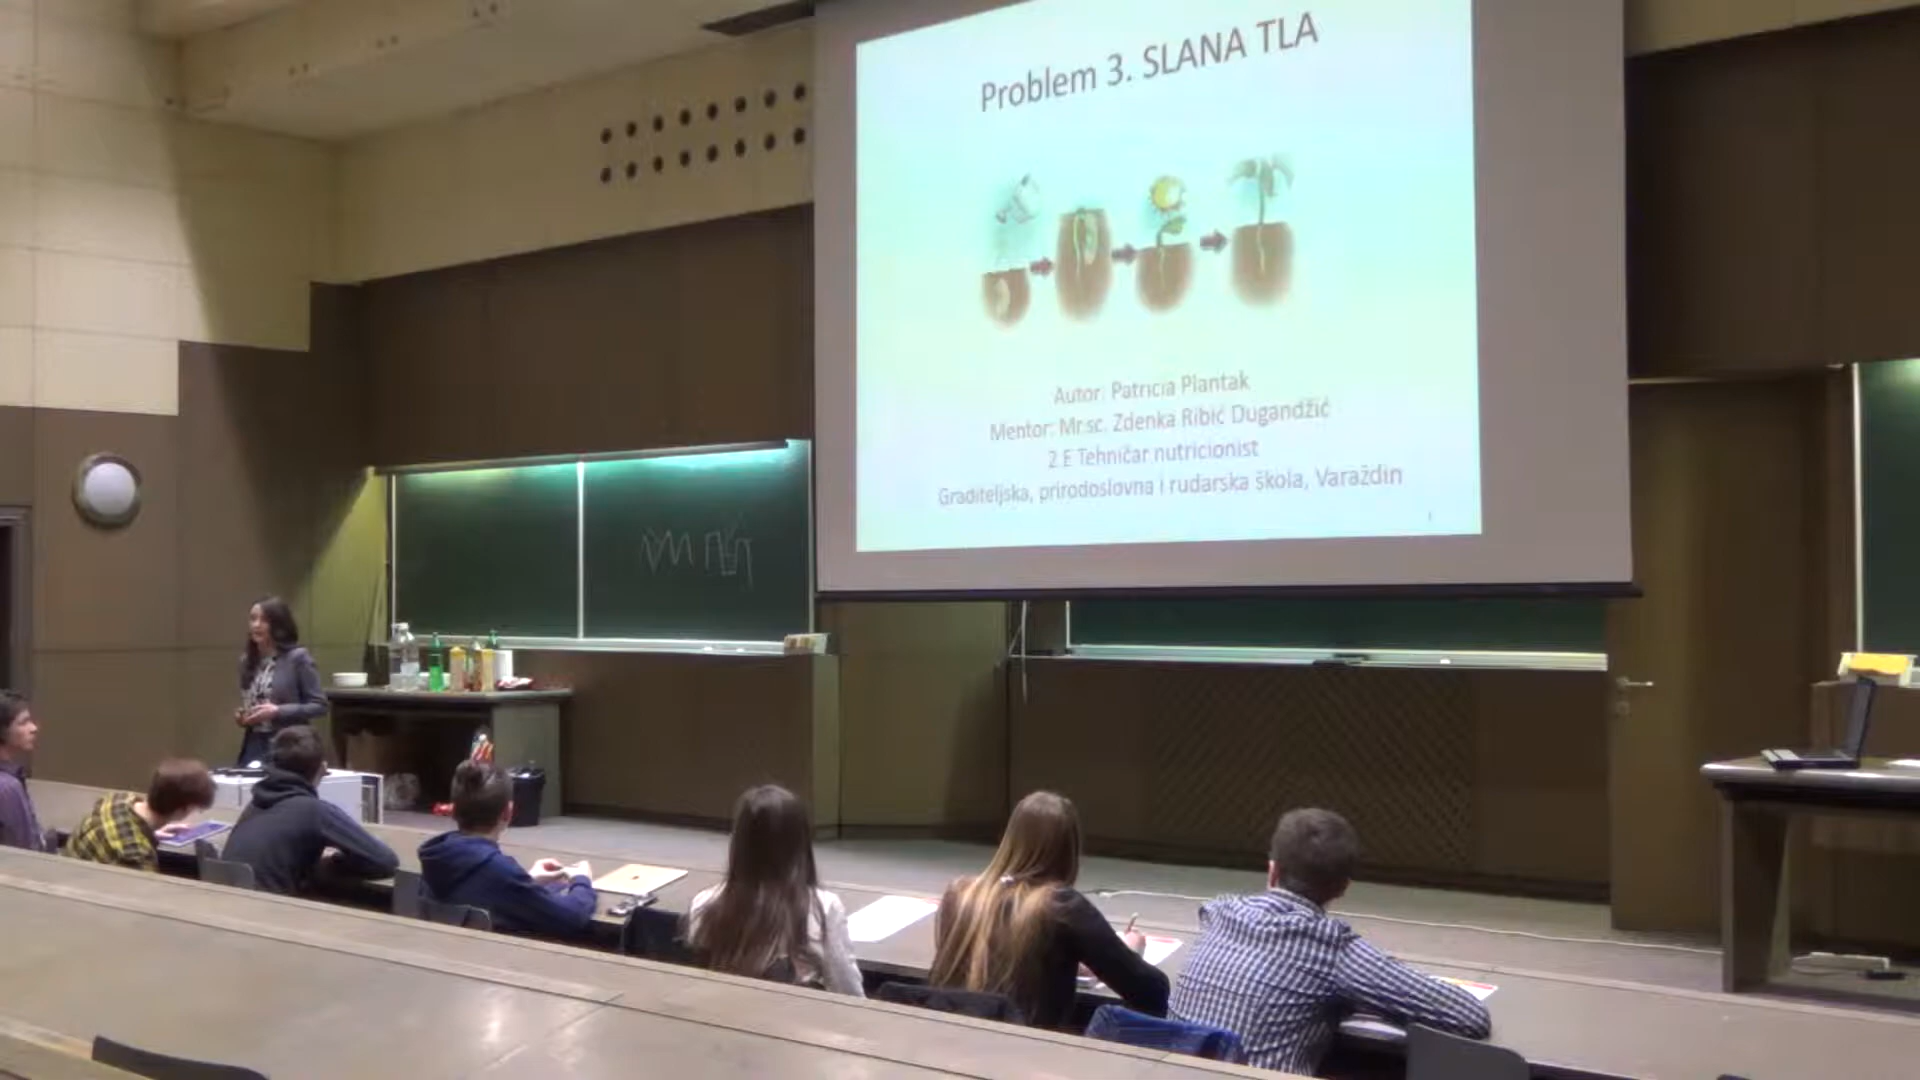 Problem 3. SLANA TLA
Autor: Patricia Plantak
Mentor: Mr.sc. Zdenka Ribić Dugandžić
2 E Tehničar nutricionist
Graditeljska, prirodoslovna i rudarska škola, Varaždin